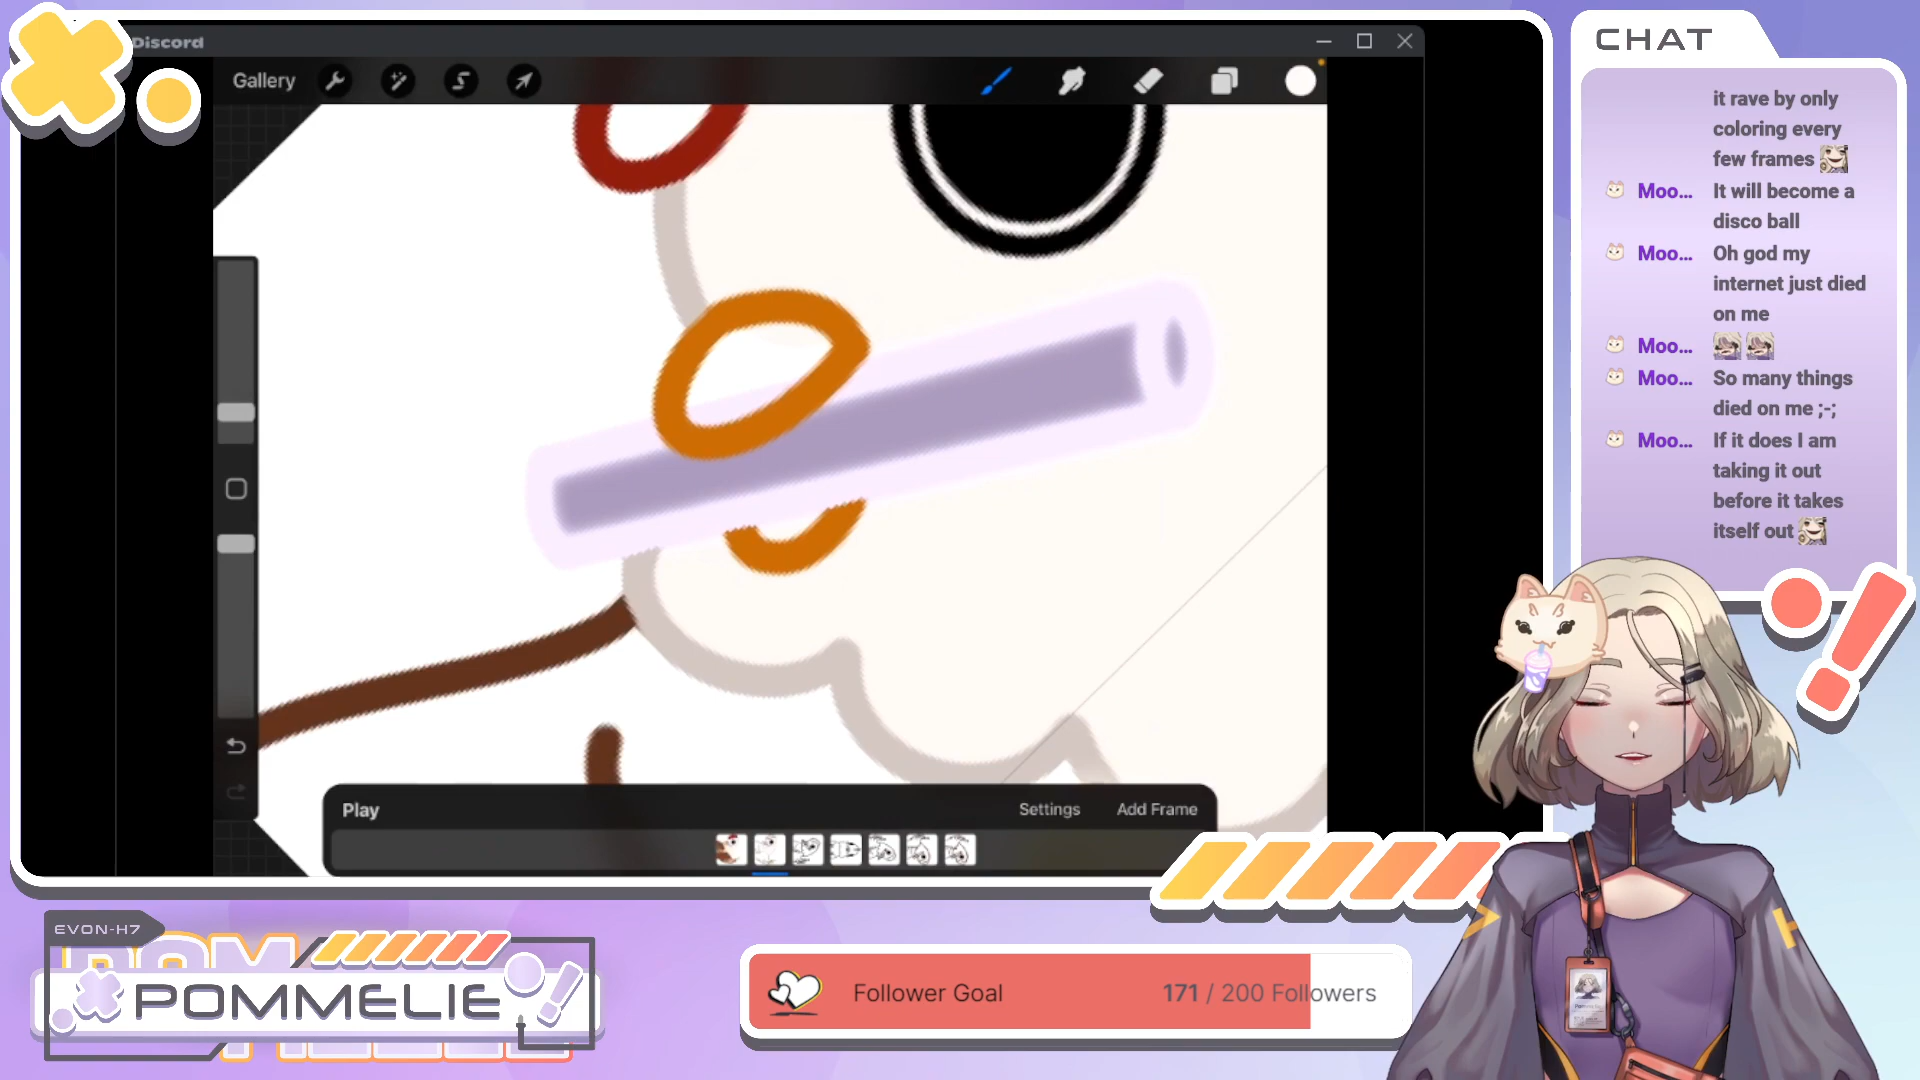 Discord
Gallery
Play
Settings
Add Frame
CHAT
it rave by only
coloring every
few frames
Moo... It will become a
disco ball
Moo... Oh god my
internet just died
on me
Moo...
Moo... So many things
died on me ;-;
Moo... If it does I am
taking it out
before it takes
itself out
EVON-H7
POMMELIE
Follower Goal
171 / 200 Followers